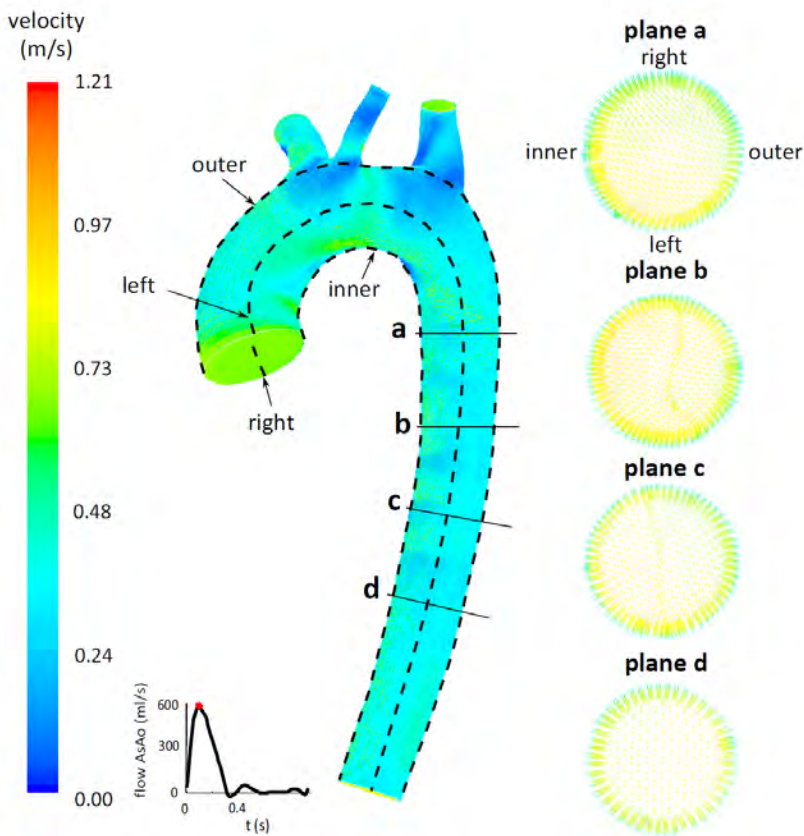 velocity
(m/s)
1.21
0.97
0.73
0.48
0.24
0.00
outer
left
inner
right
a
b
c
d
plane a
right
inner
outer
left
plane b
plane c
plane d
flow AsAo (ml/s)
600
300
0
0
0.4
t (s)